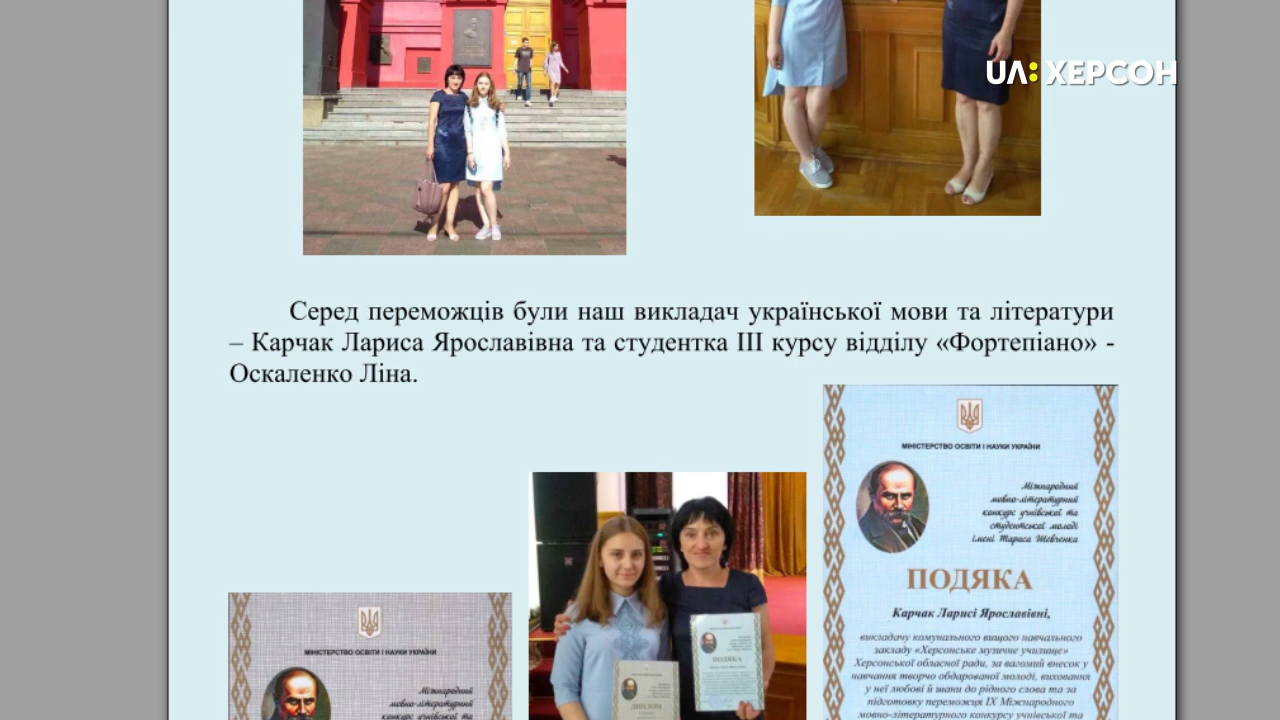 UA: ХЕРСОН
Серед переможців були наш викладач української мови та літератури
– Карчак Лариса Ярославівна та студентка ІІІ курсу відділу «Фортепіано» -
Оскаленко Ліна.
МІНІСТЕРСТВО ОСВІТИ І НАУКИ УКРАЇНИ
Міжнародний
мовно-літературний
конкурс учнівської та
студентської молоді
імені Тараса Шевченка
ПОДЯКА
Карчак Ларисі Ярославівні,
викладачу комунального вищого навчального
закладу «Херсонське музичне училище»
Херсонської обласної ради, за вагомий внесок у
навчання творчо обдарованої молоді, виховання
у неї любові й шани до рідного слова та за
підготовку переможця ІХ Міжнародного
мовно-літературного конкурсу учнівської та
ПОДЯКА
ДИПЛОМ
МІНІСТЕРСТВО ОСВІТИ І НАУКИ УКРАЇНИ
Міжнародний
мовно-літературний
конкурс учнівської та